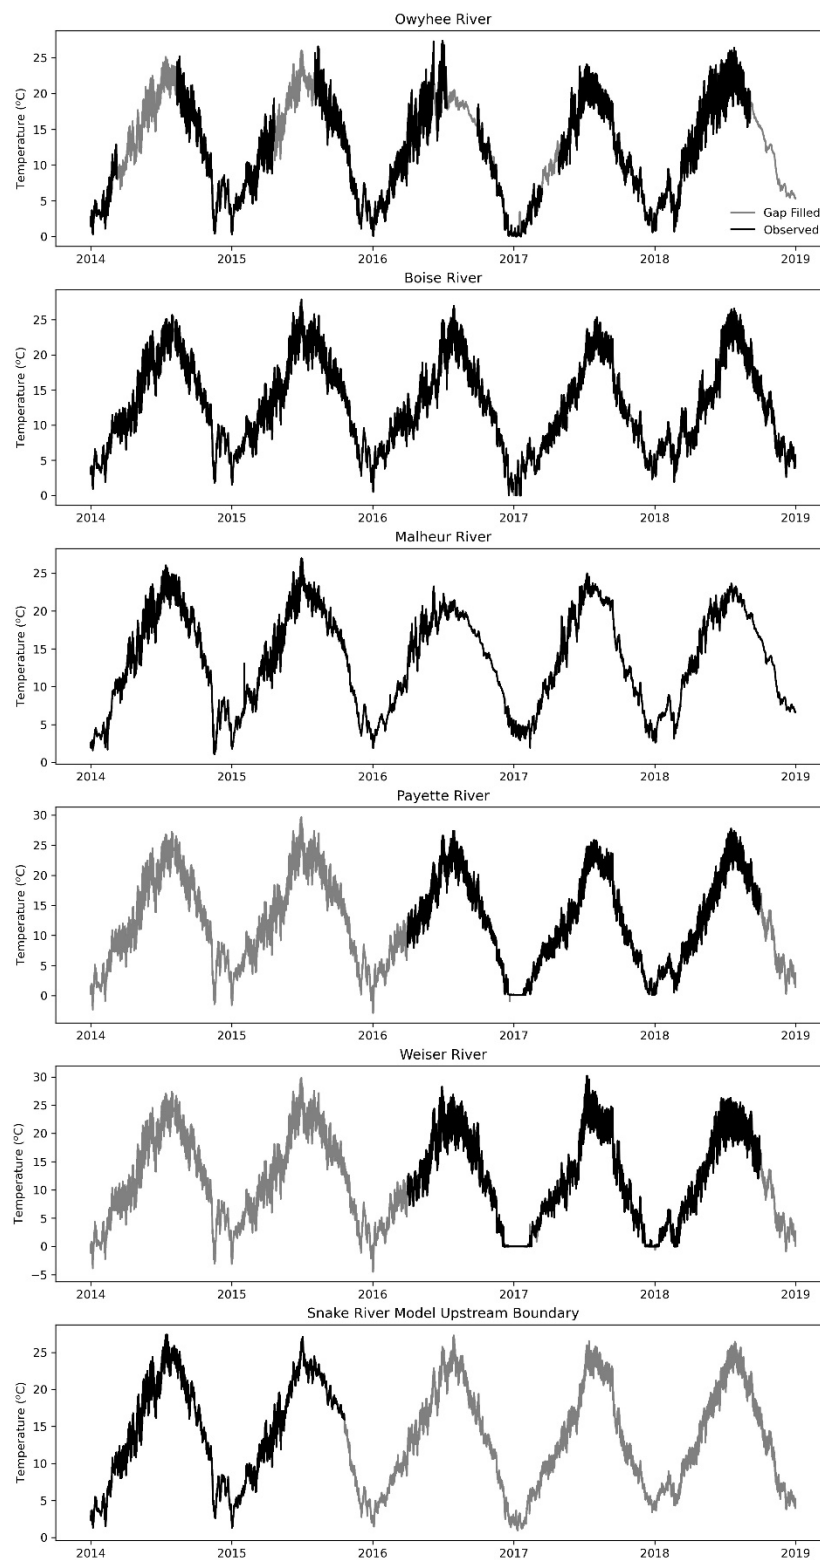 Owyhee River
Temperature (°C)
25
20
15
10
5
0
Gap Filled
Observed
2014 2015 2016 2017 2018 2019
Boise River
Temperature (°C)
25
20
15
10
5
0
2014 2015 2016 2017 2018 2019
Malheur River
Temperature (°C)
25
20
15
10
5
0
2014 2015 2016 2017 2018 2019
Payette River
Temperature (°C)
30
25
20
15
10
5
0
2014 2015 2016 2017 2018 2019
Weiser River
Temperature (°C)
30
25
20
15
10
5
0
−5
2014 2015 2016 2017 2018 2019
Snake River Model Upstream Boundary
Temperature (°C)
25
20
15
10
5
0
2014 2015 2016 2017 2018 2019